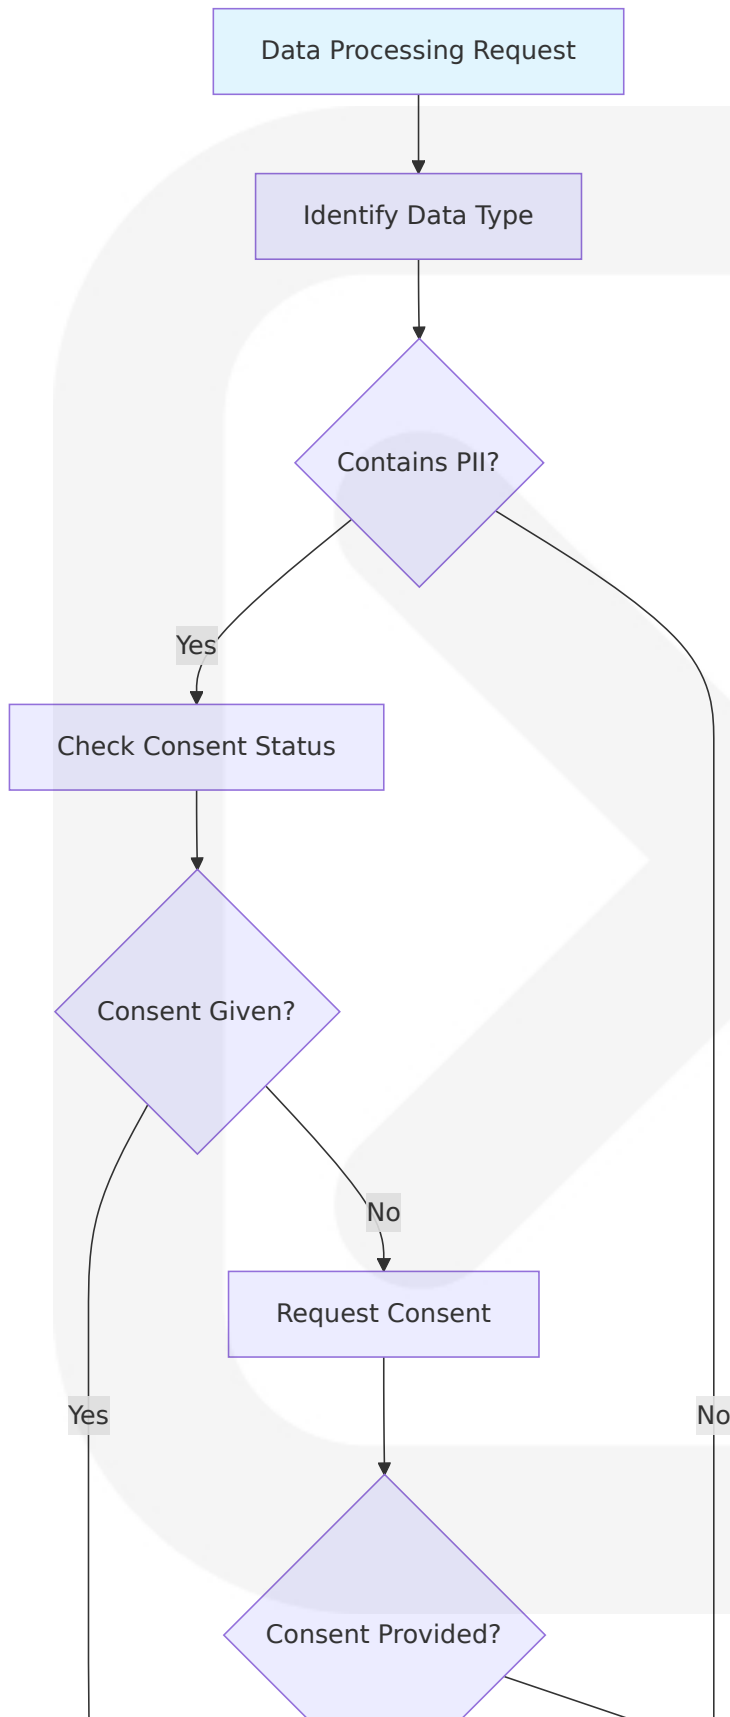 Data Processing Request
Identify Data Type
Contains PII?
Yes
Check Consent Status
Consent Given?
No
Request Consent
Yes
No
Consent Provided?